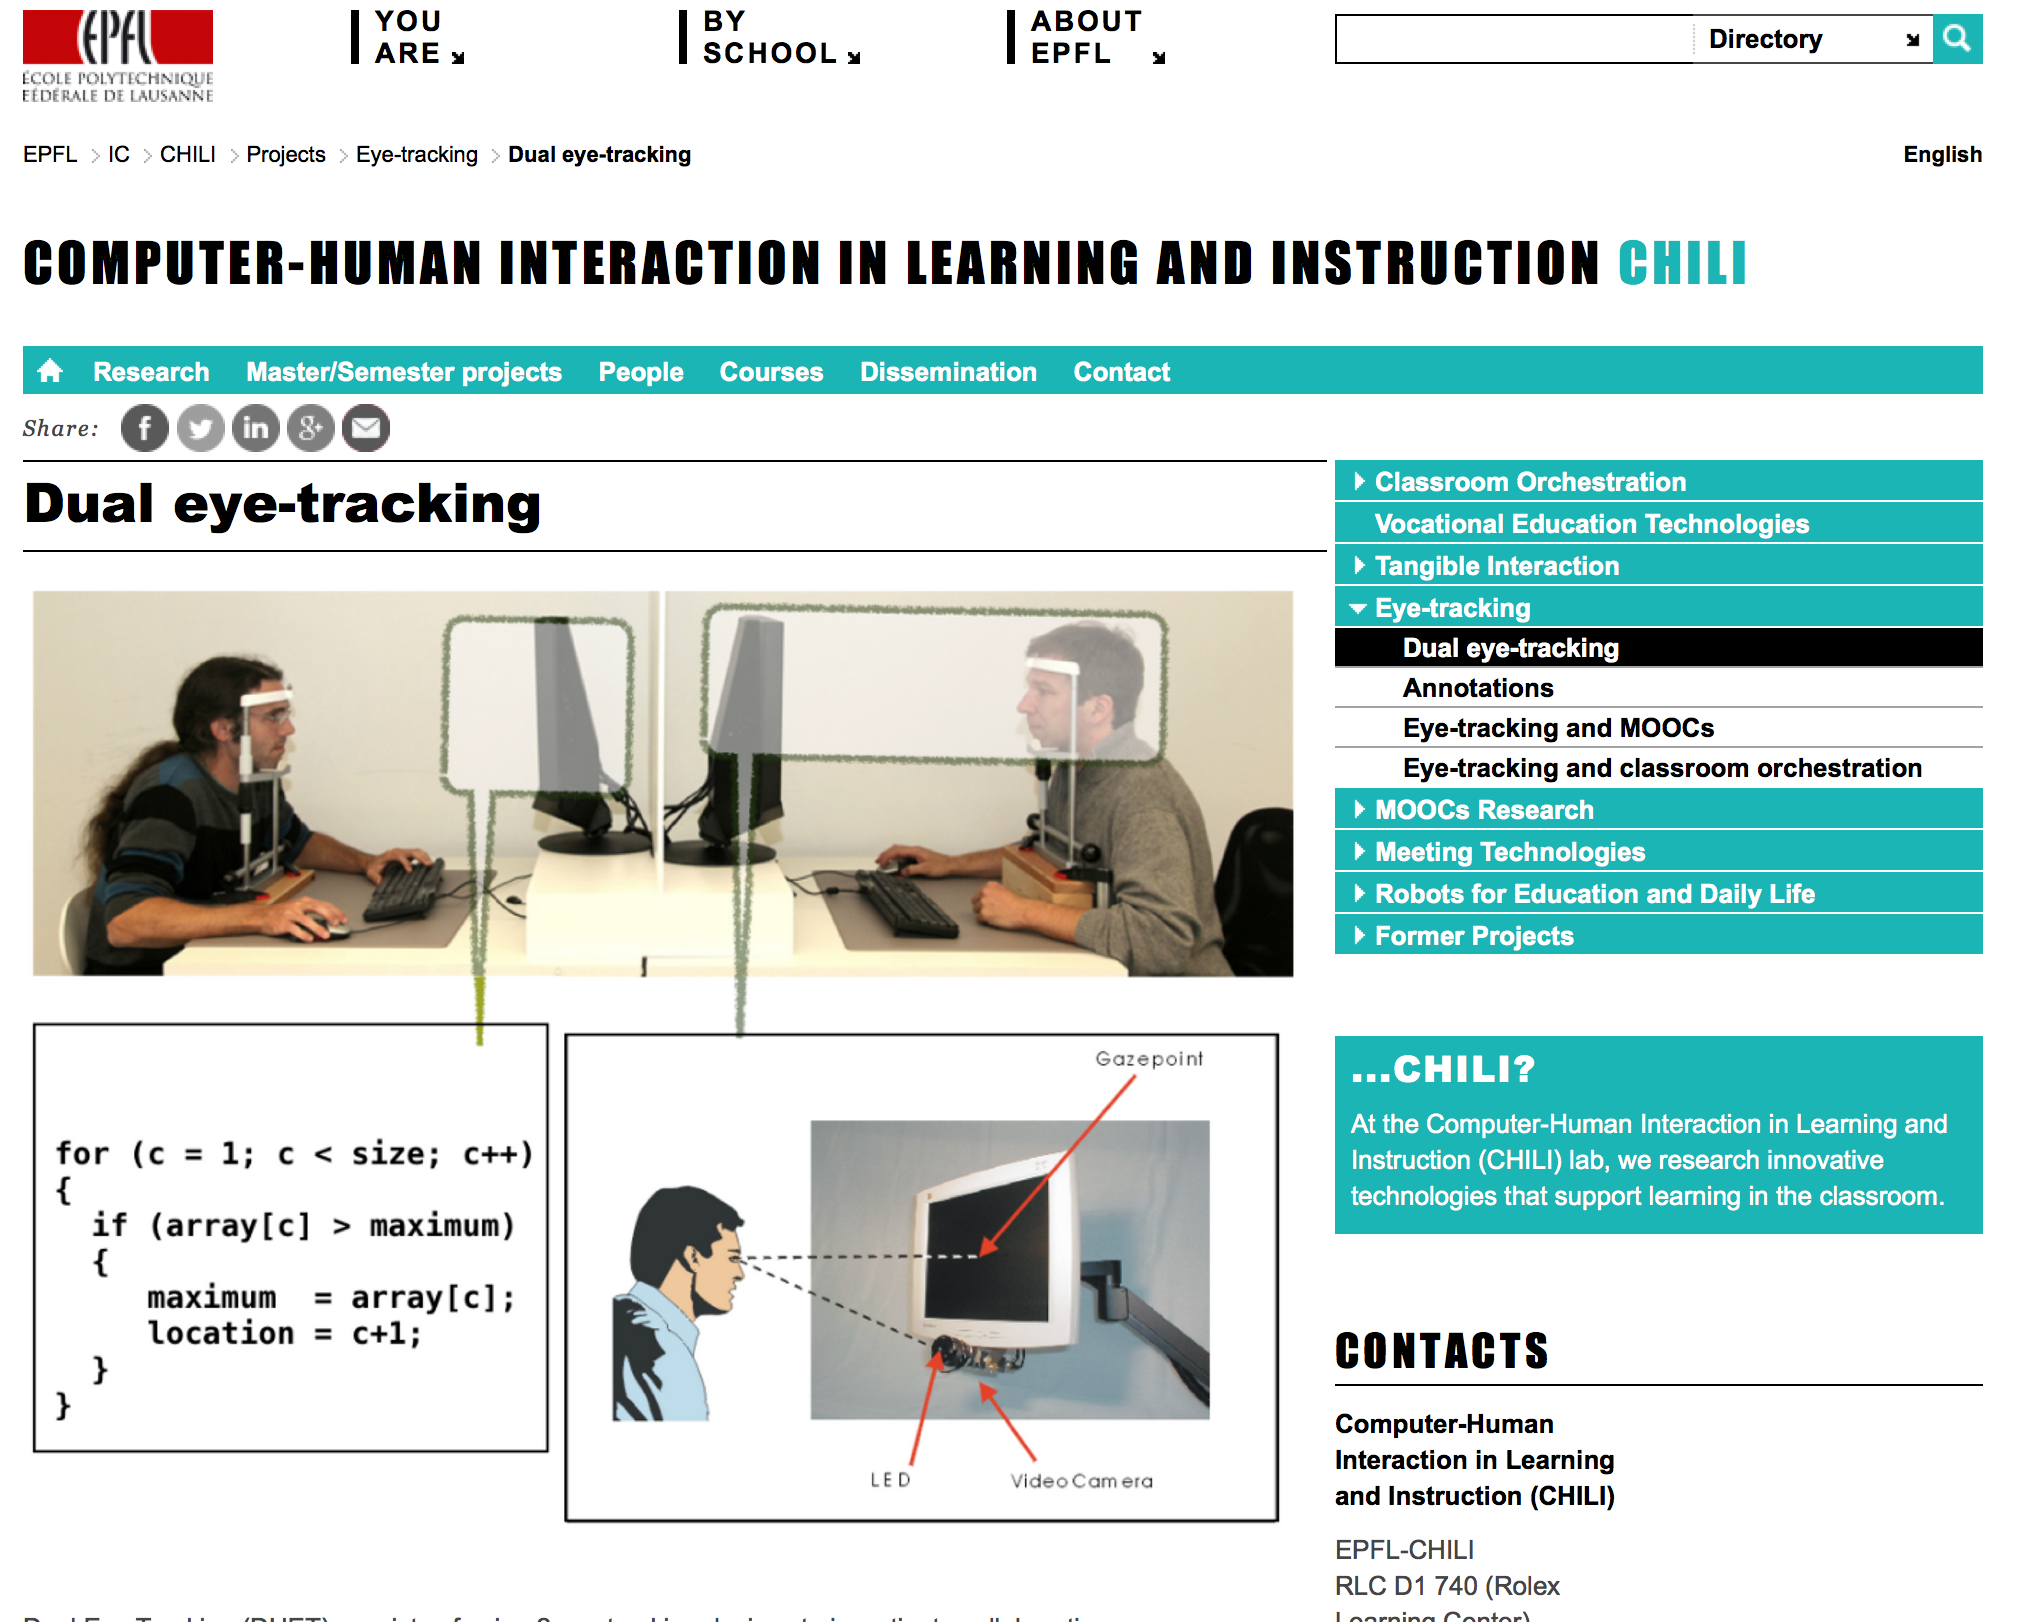 EPFL
ÉCOLE POLYTECHNIQUE
FÉDÉRALE DE LAUSANNE
YOU
ARE
BY
SCHOOL
ABOUT
EPFL
Directory
EPFL IC CHILI Projects Eye-tracking Dual eye-tracking
English
COMPUTER-HUMAN INTERACTION IN LEARNING AND INSTRUCTION CHILI
Research Master/Semester projects People Courses Dissemination Contact
Share: f in g+
Dual eye-tracking
for (c = 1; c < size; c++)
{
if (array[c] > maximum)
{
maximum = array[c];
location = c+1;
}
}
Gazepoint
LED
Video Camera
Classroom Orchestration
Vocational Education Technologies
Tangible Interaction
Eye-tracking
Dual eye-tracking
Annotations
Eye-tracking and MOOCs
Eye-tracking and classroom orchestration
MOOCs Research
Meeting Technologies
Robots for Education and Daily Life
Former Projects
...CHILI?
At the Computer-Human Interaction in Learning and
Instruction (CHILI) lab, we research innovative
technologies that support learning in the classroom.
CONTACTS
Computer-Human
Interaction in Learning
and Instruction (CHILI)
EPFL-CHILI
RLC D1 740 (Rolex
Learning Center)